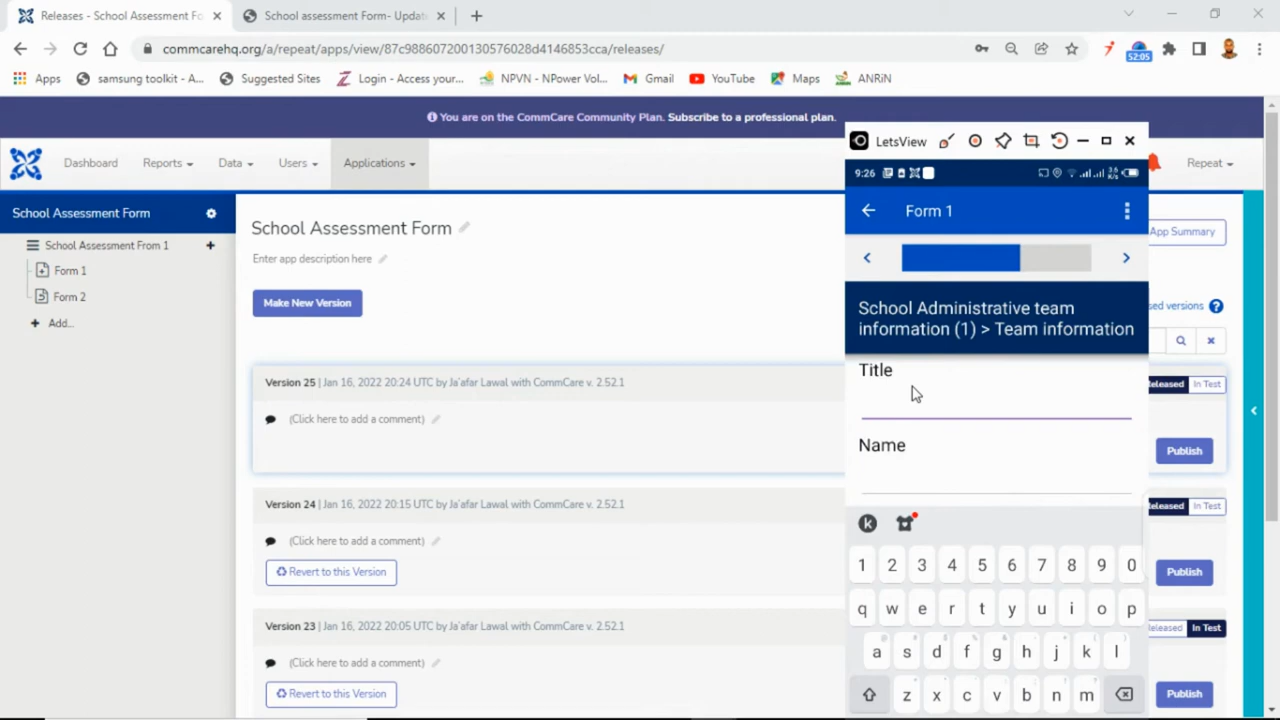 Releases - School Assessment Fo
School assessment Form- Updat
commcarehq.org/a/repeat/apps/view/87c98860720013057602​8d4146853cca/releases/
52:05
Apps
samsung toolkit - A...
Suggested Sites
Login - Access your...
NPVN - NPower Vol...
Gmail
YouTube
Maps
ANRiN
You are on the CommCare Community Plan. Subscribe to a professional plan.
Dashboard
Reports
Data
Users
Applications
Repeat
School Assessment Form
School Assessment From 1
Form 1
Form 2
Add...
School Assessment Form
Enter app description here
Make New Version
App Summary
sed versions
Version 25 | Jan 16, 2022 20:24 UTC by Ja'afar Lawal with CommCare v. 2.52.1
eleased In Test
(Click here to add a comment)
Publish
Version 24 | Jan 16, 2022 20:15 UTC by Ja'afar Lawal with CommCare v. 2.52.1
eleased In Test
(Click here to add a comment)
Revert to this Version
Publish
Version 23 | Jan 16, 2022 20:05 UTC by Ja'afar Lawal with CommCare v. 2.52.1
eleased In Test
(Click here to add a comment)
Revert to this Version
Publish
LetsView
9:26
Form 1
School Administrative team
information (1) > Team information
Title
Name
1 2 3 4 5 6 7 8 9 0
q w e r t y u i o p
a s d f g h j k l
z x c v b n m